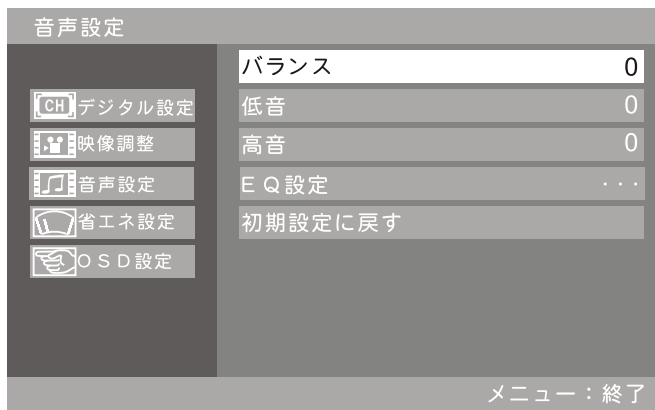 音声設定
[CH]デジタル設定
映像調整
音声設定
省エネ設定
OSD設定
バランス 0
低音 0
高音 0
EQ設定 ・・・
初期設定に戻す
メニュー：終了